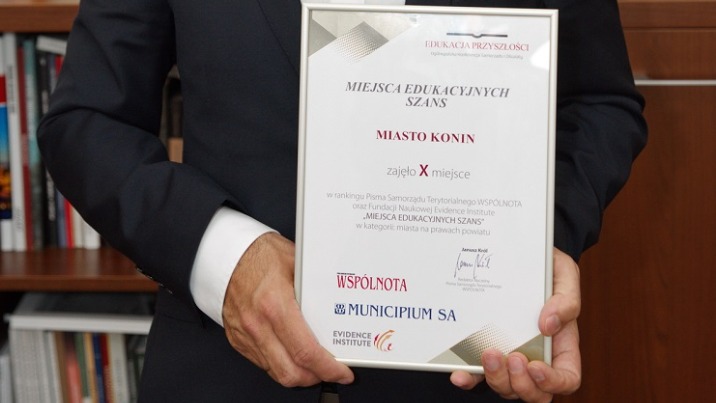 EDUKACJA PRZYSZŁOŚCI
MIEJSCA EDUKACYJNYCH
SZANS
MIASTO KONIN
zajęło X miejsce
w rankingu Pisma Samorządu Terytorialnego WSPÓLNOTA
oraz Fundacji Naukowej Evidence Institute
„MIEJSCA EDUKACYJNYCH SZANS”
w kategorii: miasta na prawach powiatu
Janusz Król
WSPÓLNOTA
MUNICIPIUM SA
EVIDENCE
INSTITUTE